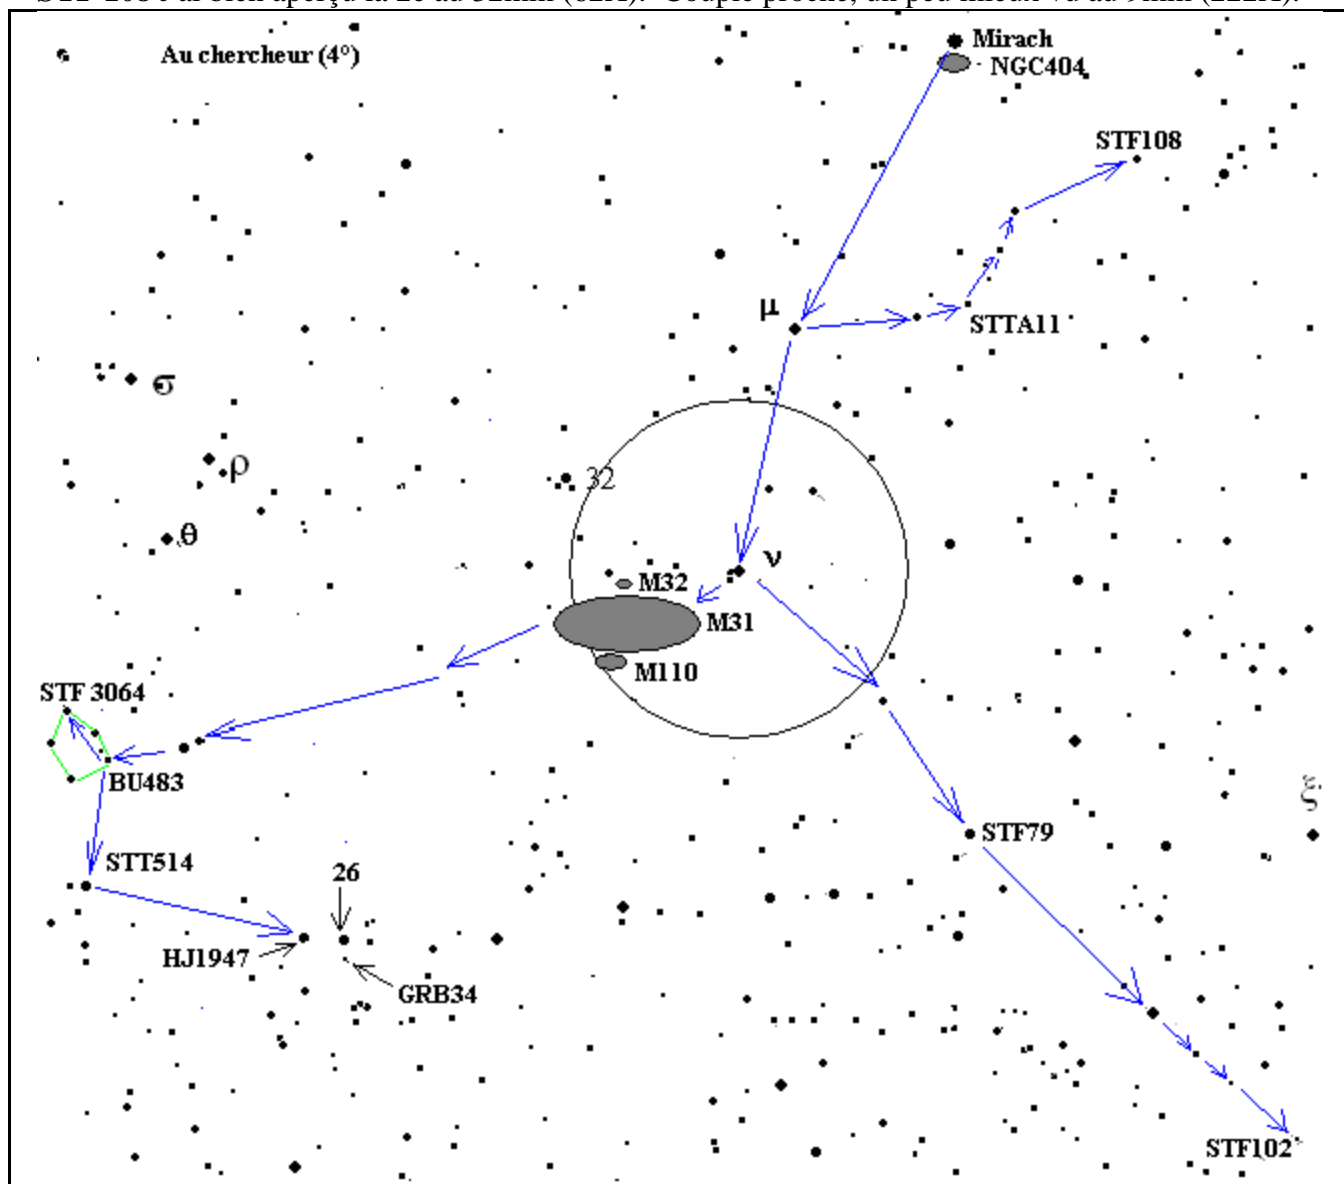 Au chercheur (4°)
Mirach
NGC404
STF108
μ
STTA11
σ
ρ
32
θ
ν
M32
M31
M110
STF 3064
BU483
ξ
STF79
STT514
26
HJ1947
GRB34
STF102